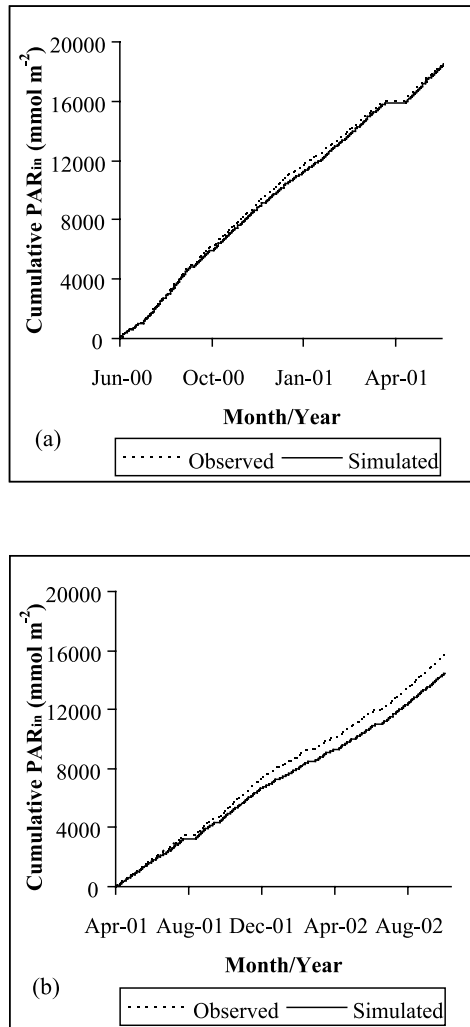 20000
16000
12000
8000
4000
0
Cumulative PARin (mmol m-2)
Jun-00 Oct-00 Jan-01 Apr-01
Month/Year
(a)
Observed Simulated
20000
16000
12000
8000
4000
0
Cumulative PARin (mmol m-2)
Apr-01 Aug-01 Dec-01 Apr-02 Aug-02
Month/Year
(b)
Observed Simulated